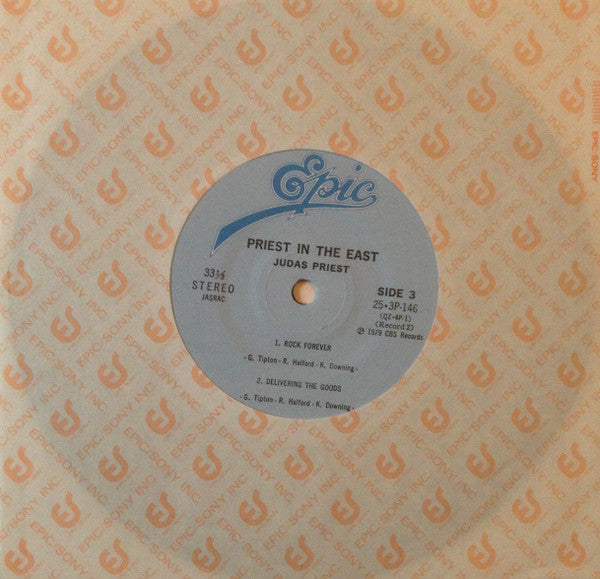 Epic
PRIEST IN THE EAST
JUDAS PRIEST
33⅓
STEREO
JASRAC
SIDE 3
25・3P-146
(QZ-4P-1)
(Record 2)
Ⓟ 1979 CBS Records
1. ROCK FOREVER
- G. Tipton - R. Halford - K. Downing -
2. DELIVERING THE GOODS
- G. Tipton - R. Halford - K. Downing -
EPIC·SONY INC.
EPIC/SONY